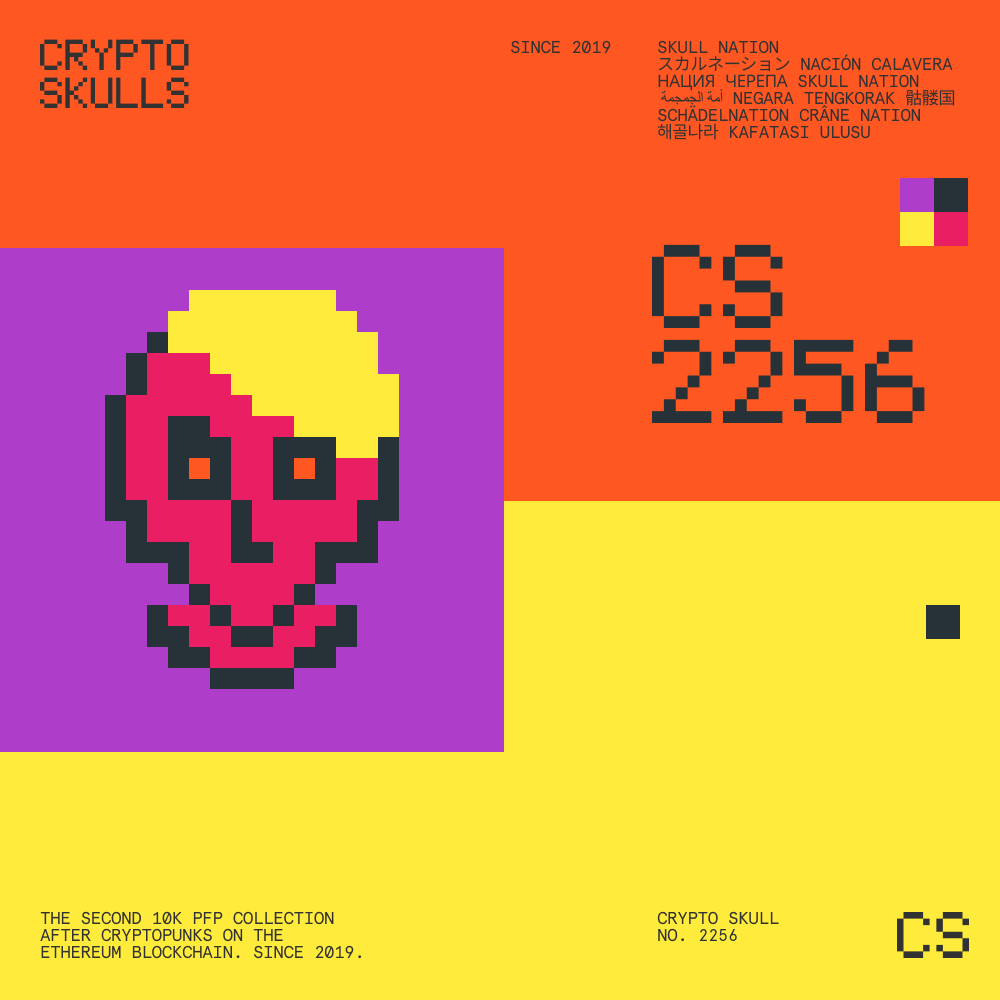 CRYPTO
SKULLS
SINCE 2019
SKULL NATION
スカルネーション NACIÓN CALAVERA
НАЦИЯ ЧЕРЕПА SKULL NATION
أمة الجمجمة NEGARA TENGKORAK 骷髅国
SCHÄDELNATION CRÂNE NATION
해골나라 KAFATASI ULUSU
CS
2256
THE SECOND 10K PFP COLLECTION
AFTER CRYPTOPUNKS ON THE
ETHEREUM BLOCKCHAIN. SINCE 2019.
CRYPTO SKULL
NO. 2256
CS